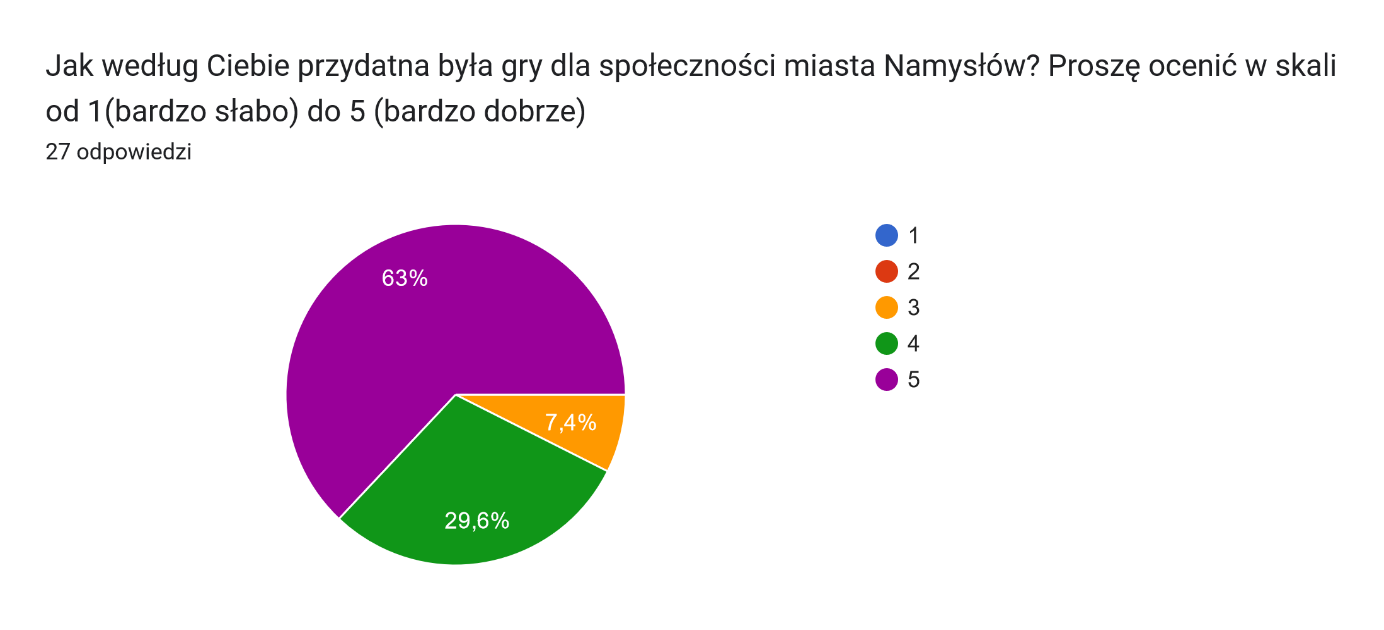 Jak według Ciebie przydatna była gry dla społeczności miasta Namysłów? Proszę ocenić w skali
od 1(bardzo słabo) do 5 (bardzo dobrze)
27 odpowiedzi
63%
7,4%
29,6%
1
2
3
4
5